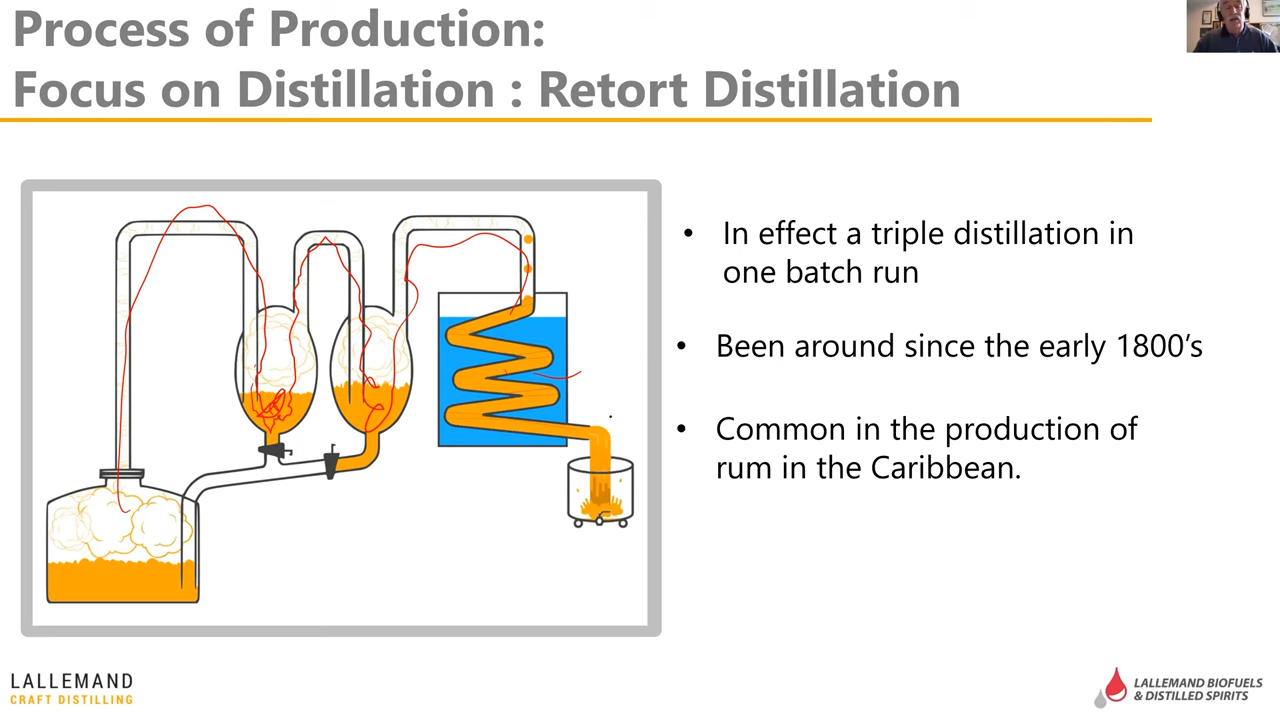 Process of Production:
Focus on Distillation : Retort Distillation
• In effect a triple distillation in
one batch run
• Been around since the early 1800’s
• Common in the production of
rum in the Caribbean.
LALLEMAND
CRAFT DISTILLING
LALLEMAND BIOFUELS
& DISTILLED SPIRITS